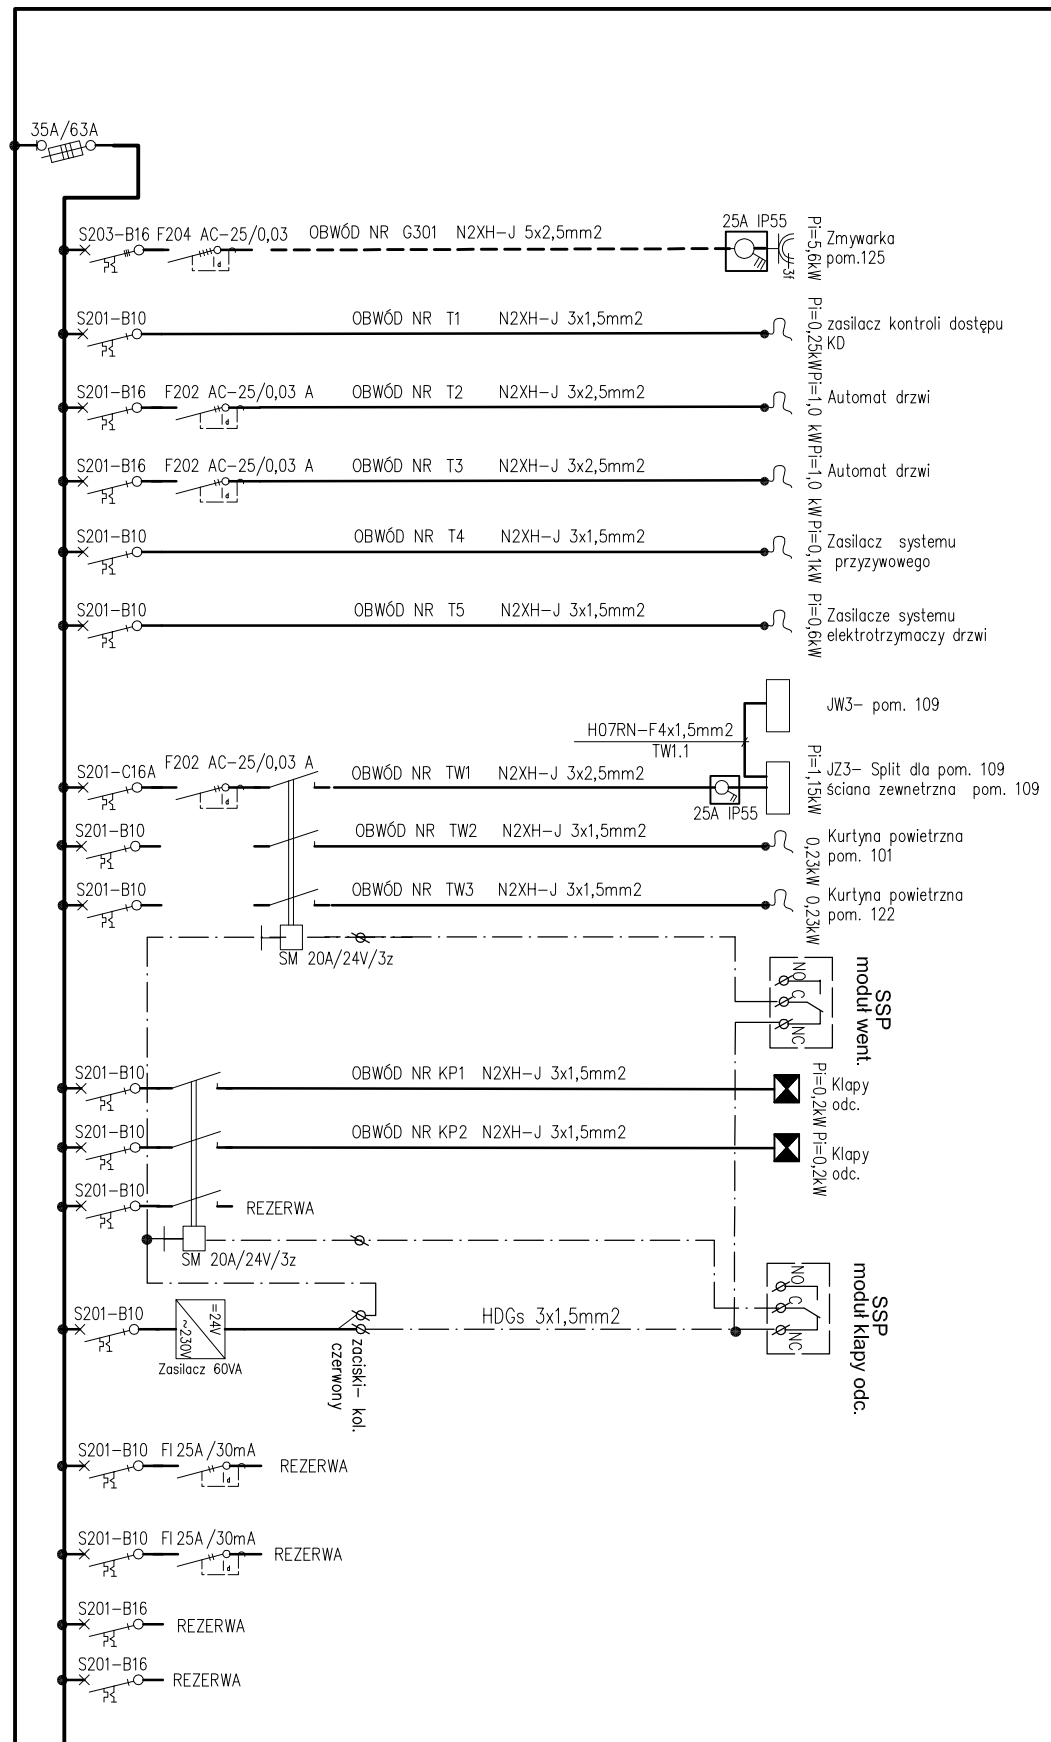 35A/63A
S203-B16 F204 AC-25/0,03 OBWÓD NR G301 N2XH-J 5x2,5mm2 25A IP55
Id
3f
Pi=5,6kW
Zmywarka
pom.125
S201-B10 OBWÓD NR T1 N2XH-J 3x1,5mm2
Pi=0,25kW
zasilacz kontroli dostępu
KD
S201-B16 F202 AC-25/0,03 A OBWÓD NR T2 N2XH-J 3x2,5mm2
Id
Pi=1,0 kW
Automat drzwi
S201-B16 F202 AC-25/0,03 A OBWÓD NR T3 N2XH-J 3x2,5mm2
Id
Pi=1,0 kW
Automat drzwi
S201-B10 OBWÓD NR T4 N2XH-J 3x1,5mm2
Pi=0,1kW
Zasilacz systemu
przyzywowego
S201-B10 OBWÓD NR T5 N2XH-J 3x1,5mm2
Pi=0,6kW
Zasilacze systemu
elektrotrzymaczy drzwi
JW3- pom. 109
H07RN-F4x1,5mm2
TW1.1
S201-C16A F202 AC-25/0,03 A OBWÓD NR TW1 N2XH-J 3x2,5mm2
Id
25A IP55
Pi=1,15kW
JZ3- Split dla pom. 109
ściana zewnetrzna pom. 109
S201-B10 OBWÓD NR TW2 N2XH-J 3x1,5mm2
0,23kW
Kurtyna powietrzna
pom. 101
S201-B10 OBWÓD NR TW3 N2XH-J 3x1,5mm2
0,23kW
Kurtyna powietrzna
pom. 122
SM 20A/24V/3z
NO
C
NC
SSP
moduł went.
S201-B10 OBWÓD NR KP1 N2XH-J 3x1,5mm2
Pi=0,2kW
Klapy
odc.
S201-B10 OBWÓD NR KP2 N2XH-J 3x1,5mm2
Pi=0,2kW
Klapy
odc.
S201-B10 REZERWA
SM 20A/24V/3z
NO
C
NC
SSP
moduł klapy odc.
S201-B10
=24V
~230V
Zasilacz 60VA
HDGs 3x1,5mm2
zaciski- kol.
czerwony
S201-B10 FI 25A/30mA REZERWA
Id
S201-B10 FI 25A/30mA REZERWA
Id
S201-B16 REZERWA
S201-B16 REZERWA